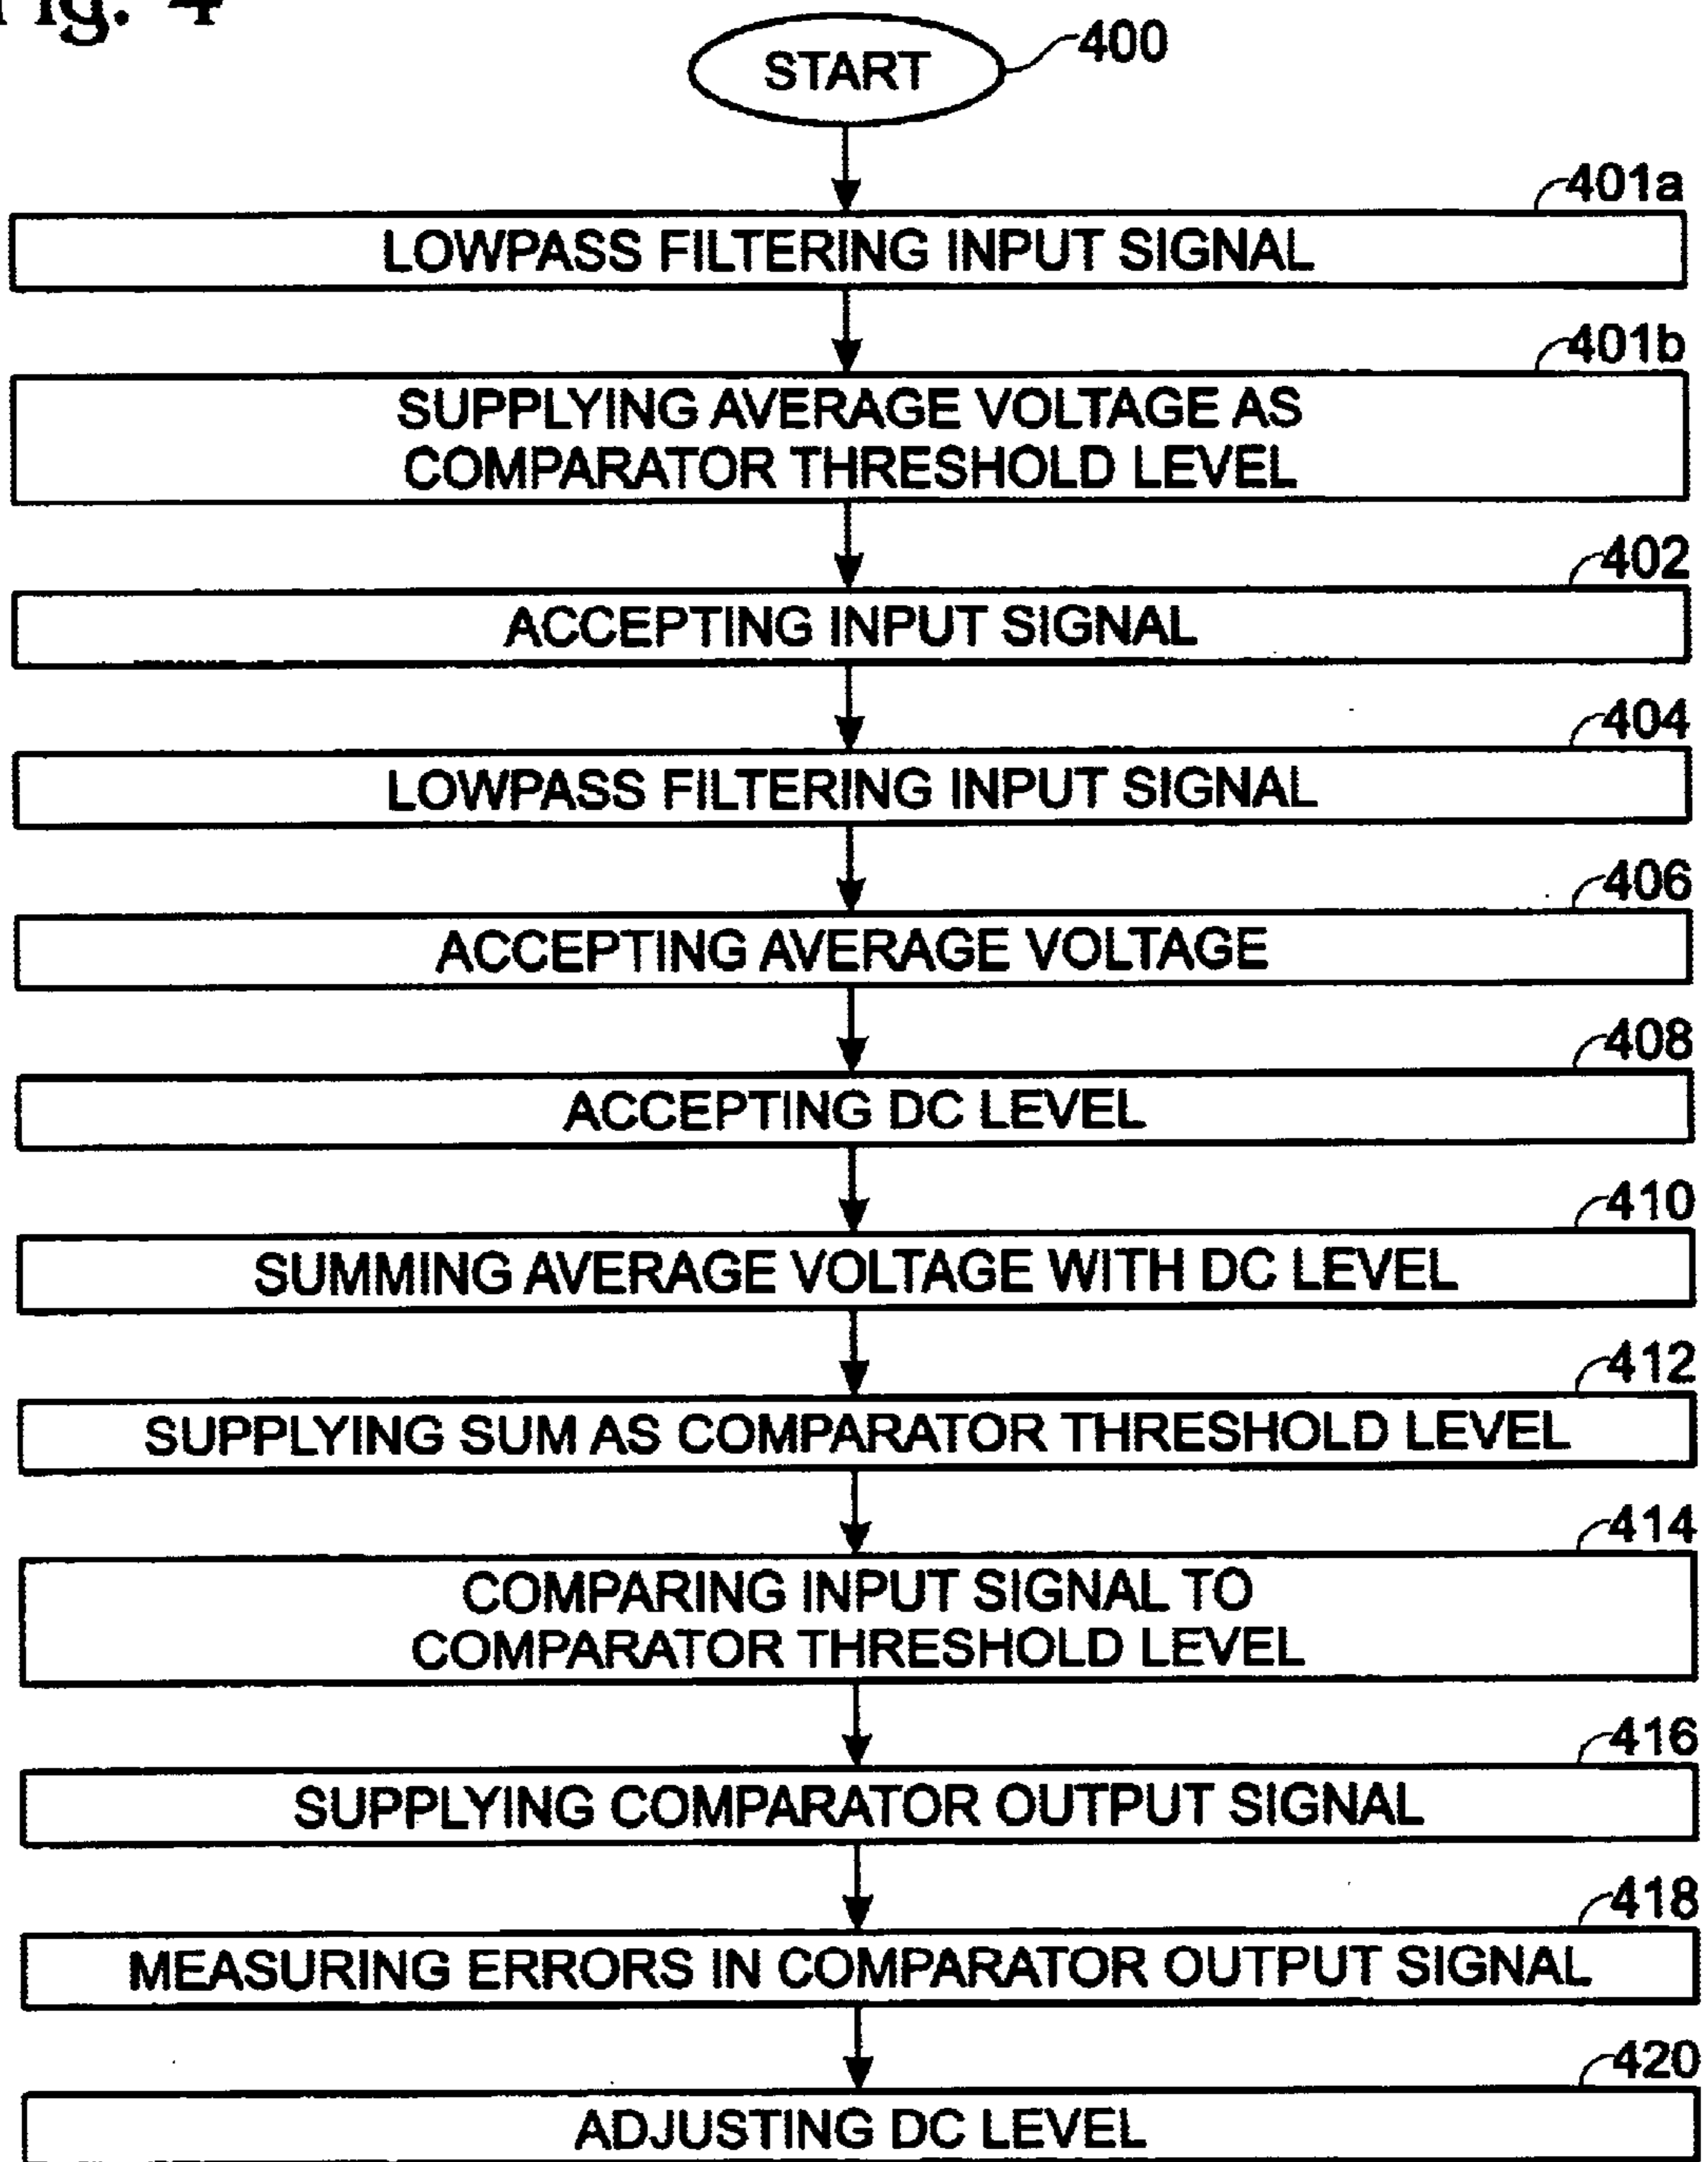 Fig. 4
START
400
401a
LOWPASS FILTERING INPUT SIGNAL
401b
SUPPLYING AVERAGE VOLTAGE AS
COMPARATOR THRESHOLD LEVEL
402
ACCEPTING INPUT SIGNAL
404
LOWPASS FILTERING INPUT SIGNAL
406
ACCEPTING AVERAGE VOLTAGE
408
ACCEPTING DC LEVEL
410
SUMMING AVERAGE VOLTAGE WITH DC LEVEL
412
SUPPLYING SUM AS COMPARATOR THRESHOLD LEVEL
414
COMPARING INPUT SIGNAL TO
COMPARATOR THRESHOLD LEVEL
416
SUPPLYING COMPARATOR OUTPUT SIGNAL
418
MEASURING ERRORS IN COMPARATOR OUTPUT SIGNAL
420
ADJUSTING DC LEVEL